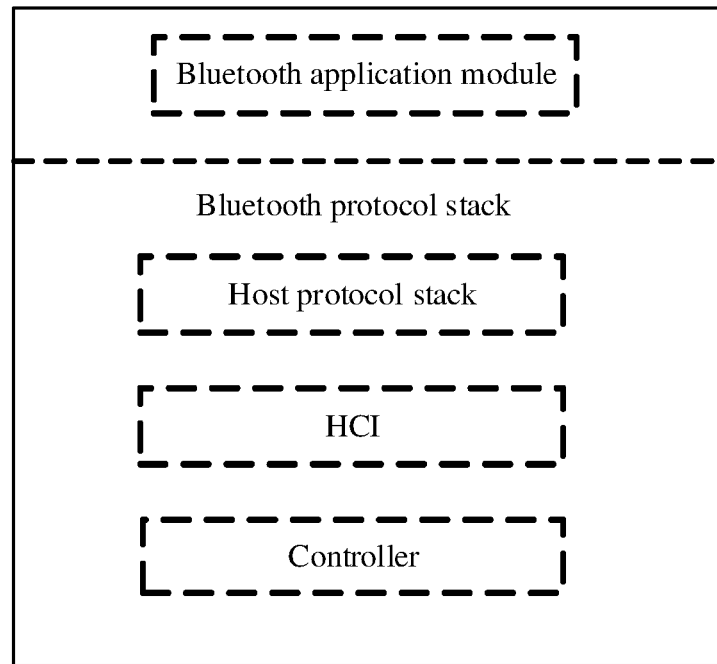 Bluetooth application module
Bluetooth protocol stack
Host protocol stack
HCI
Controller